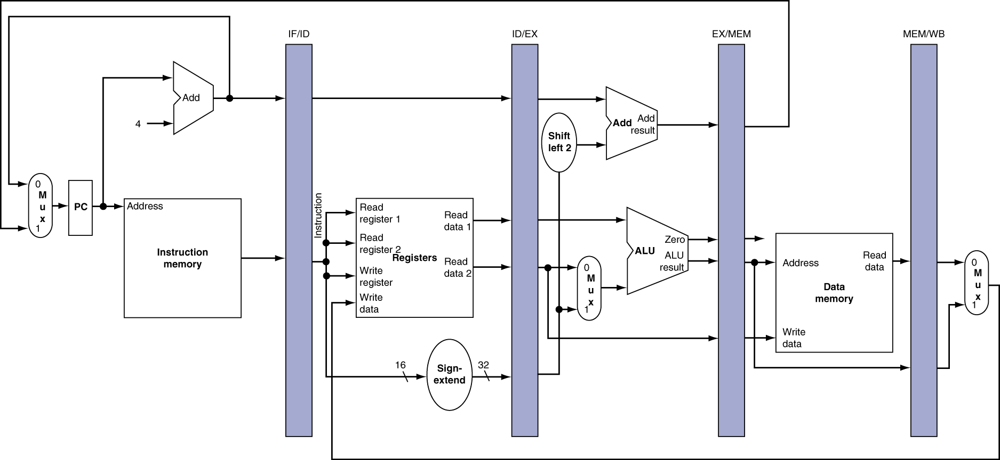 IF/ID
ID/EX
EX/MEM
MEM/WB
Add
4
0
M
u
x
1
PC
Address
Instruction
memory
Instruction
Read
register 1
Read
register 2
Registers
Write
register
Write
data
Read
data 1
Read
data 2
16
Sign-
extend
32
Shift
left 2
Add
Add
result
0
M
u
x
1
ALU
Zero
ALU
result
Address
Read
data
Data
memory
Write
data
0
M
u
x
1